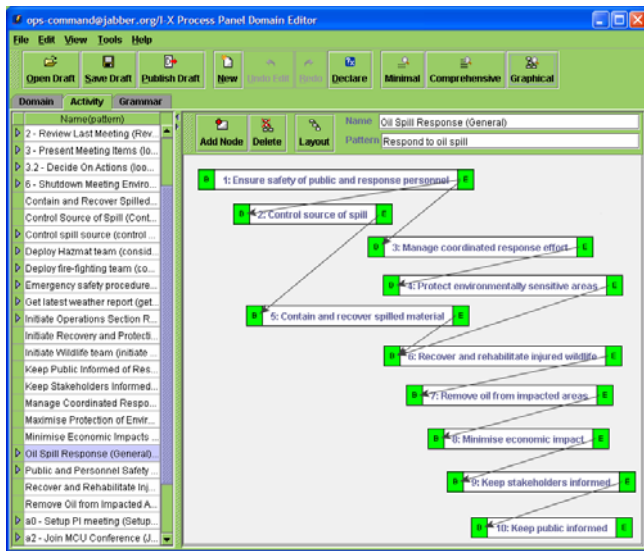 ops-command@jabber.org/I-X Process Panel Domain Editor
File Edit View Tools Help
Open Draft Save Draft Publish Draft New Undo Edit Redo Declare Minimal Comprehensive Graphical
Domain Activity Grammar
Name(pattern)
2 - Review Last Meeting (Rev...
3 - Present Meeting Items (loo...
3.2 - Decide On Actions (loo...
6 - Shutdown Meeting Enviro...
Contain and Recover Spilled...
Control Source of Spill (Cont...
Control spill source (control ...
Deploy Hazmat team (consid...
Deploy fire-fighting team (co...
Emergency safety procedure...
Get latest weather report (get...
Initiate Operations Section R...
Initiate Recovery and Protecti...
Initiate Wildlife team (initiate ...
Keep Public Informed of Res...
Keep Stakeholders Informed...
Manage Coordinated Respo...
Maximise Protection of Envir...
Minimise Economic Impacts ...
Oil Spill Response (General)...
Public and Personnel Safety ...
Recover and Rehabilitate Inj...
Remove Oil from Impacted A...
a0 - Setup PI meeting (Setup...
a2 - Join MCU Conference (J...
Add Node Delete Layout
Name Oil Spill Response (General)
Pattern Respond to oil spill
B 1: Ensure safety of public and response personnel E
B 2: Control source of spill E
B 3: Manage coordinated response effort E
B 4: Protect environmentally sensitive areas E
B 5: Contain and recover spilled material E
B 6: Recover and rehabilitate injured wildlife E
B 7: Remove oil from impacted areas E
B 8: Minimise economic impact E
B 9: Keep stakeholders informed E
B 10: Keep public informed E